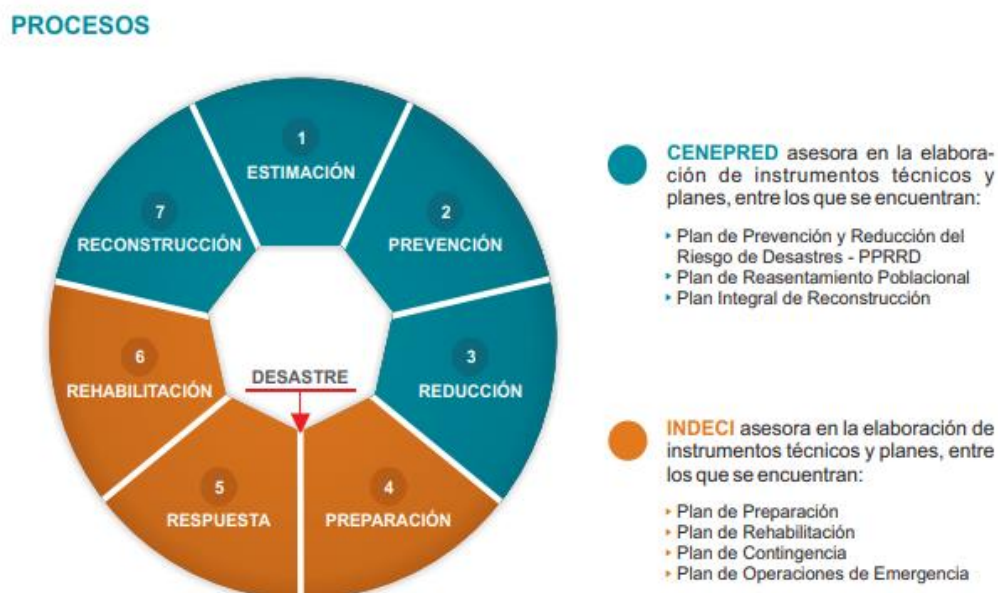 PROCESOS
1
ESTIMACIÓN
2
PREVENCIÓN
3
REDUCCIÓN
4
PREPARACIÓN
5
RESPUESTA
6
REHABILITACIÓN
7
RECONSTRUCCIÓN
DESASTRE
CENEPRED asesora en la elabora-
ción de instrumentos técnicos y
planes, entre los que se encuentran:
Plan de Prevención y Reducción del
Riesgo de Desastres - PPRRD
Plan de Reasentamiento Poblacional
Plan Integral de Reconstrucción
INDECI asesora en la elaboración de
instrumentos técnicos y planes, entre
los que se encuentran:
Plan de Preparación
Plan de Rehabilitación
Plan de Contingencia
Plan de Operaciones de Emergencia